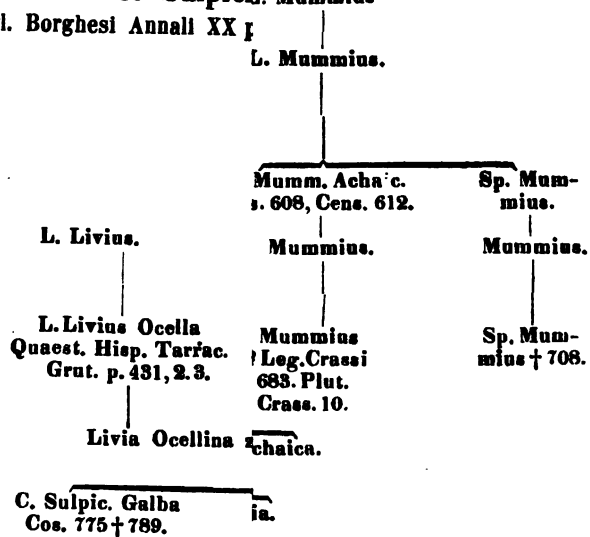 Mummius
l. Borghesi Annali XX
L. Mummius.
Mumm. Acha c.
s. 608, Cens. 612.
Sp. Mum-
mius.
L. Livius.
Mummius.
Mummius.
L. Livius Ocella
Quaest. Hisp. Tarrac.
Grut. p. 431, 2. 3.
Mummius
? Leg. Crassi
683. Plut.
Crass. 10.
Sp. Mum-
mius † 708.
Livia Ocellina
chaica.
C. Sulpic. Galba
Cos. 775 † 789.
ia.